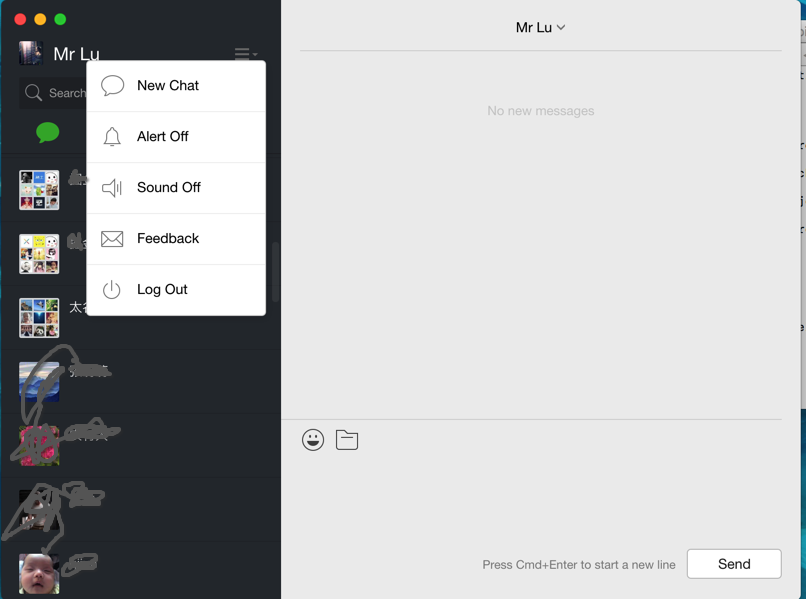 Mr Lu
Search
New Chat
Alert Off
Sound Off
Feedback
Log Out
太
Mr Lu
No new messages
Press Cmd+Enter to start a new line
Send